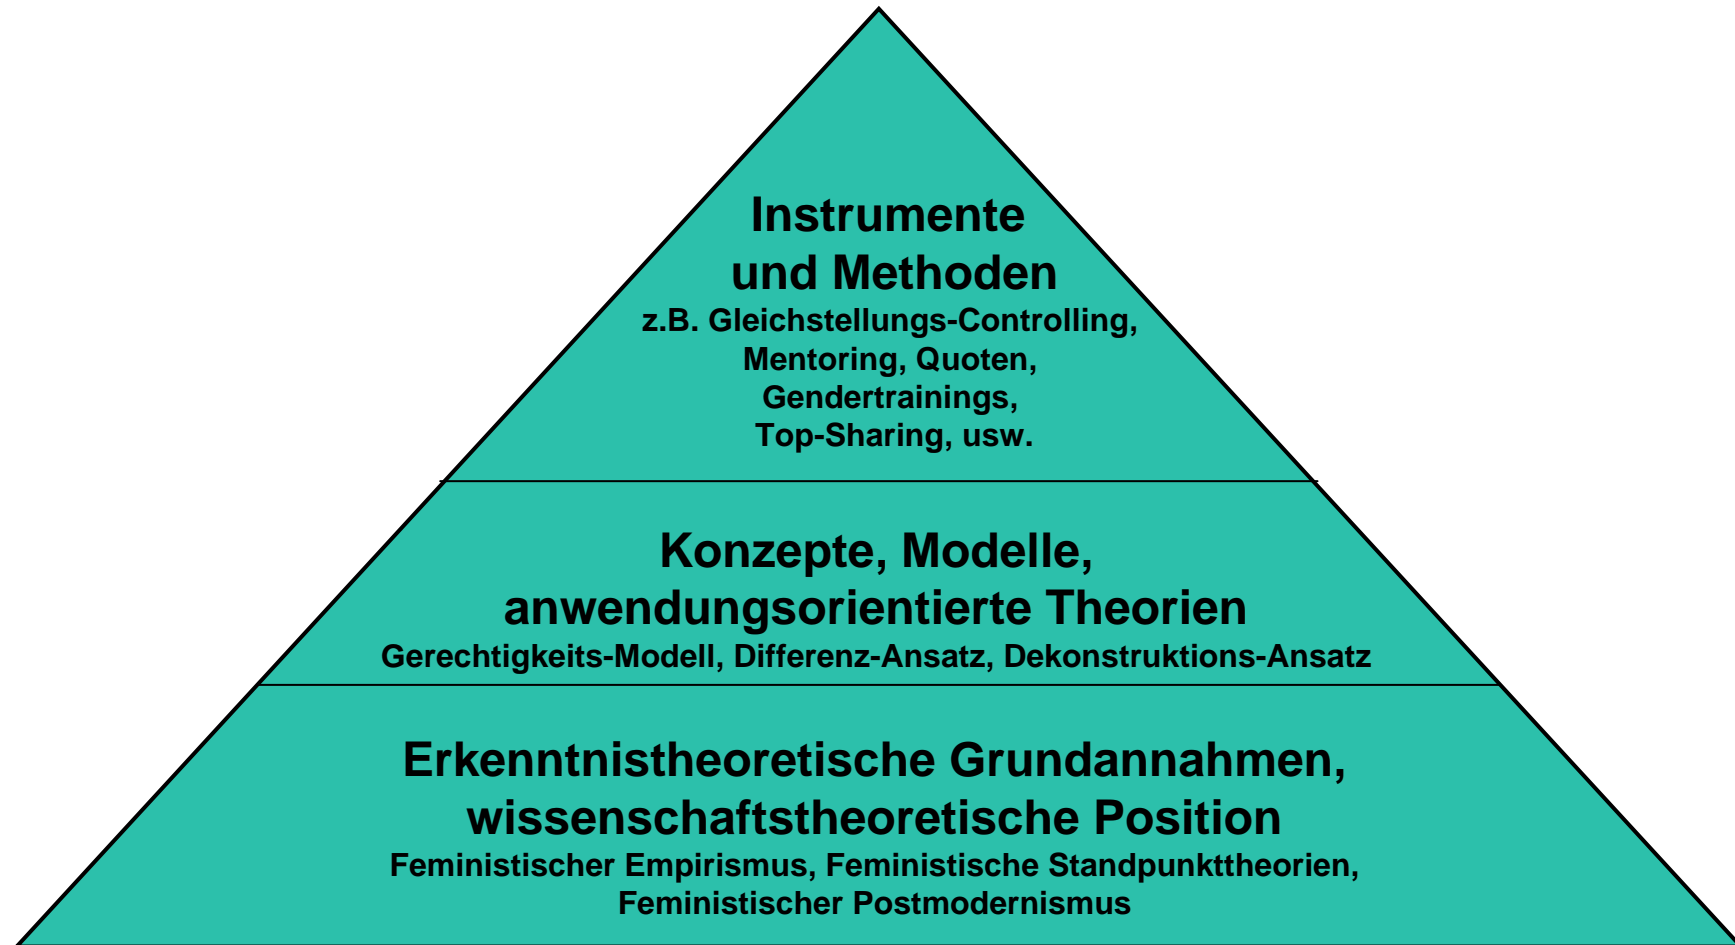 Instrumente
und Methoden
z.B. Gleichstellungs-Controlling,
Mentoring, Quoten,
Gendertrainings,
Top-Sharing, usw.
Konzepte, Modelle,
anwendungsorientierte Theorien
Gerechtigkeits-Modell, Differenz-Ansatz, Dekonstruktions-Ansatz
Erkenntnistheoretische Grundannahmen,
wissenschaftstheoretische Position
Feministischer Empirismus, Feministische Standpunkttheorien,
Feministischer Postmodernismus